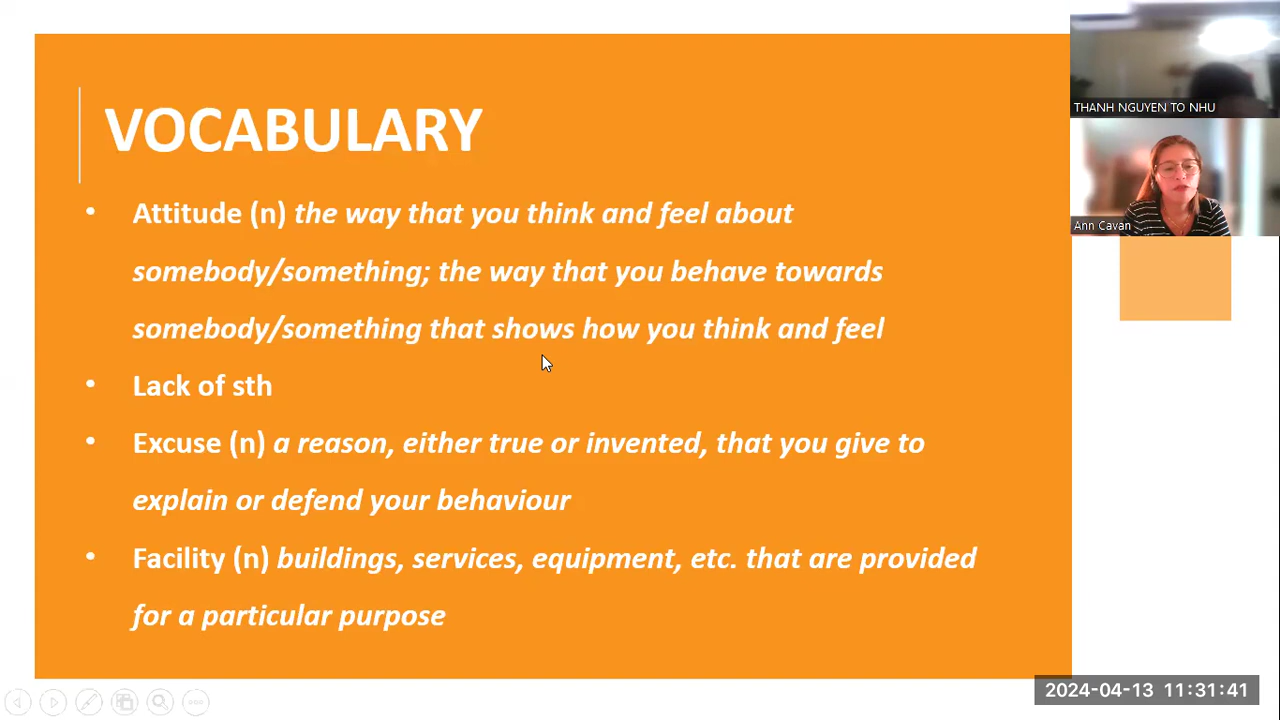 VOCABULARY
• Attitude (n) the way that you think and feel about
somebody/something; the way that you behave towards
somebody/something that shows how you think and feel
• Lack of sth
• Excuse (n) a reason, either true or invented, that you give to
explain or defend your behaviour
• Facility (n) buildings, services, equipment, etc. that are provided
for a particular purpose
THANH NGUYEN TO NHU
Ann Cavan
2024-04-13 11:31:41